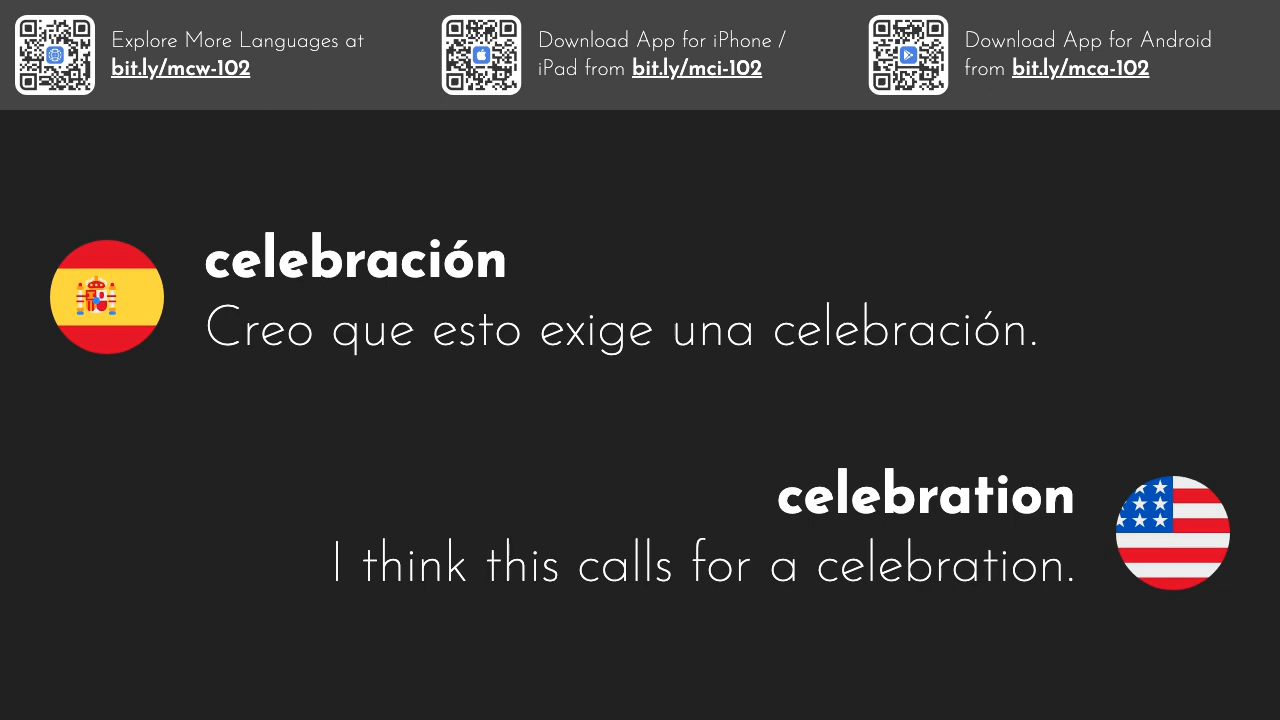 Explore More Languages at
bit.ly/mcw-102
Download App for iPhone /
iPad from bit.ly/mci-102
Download App for Android
from bit.ly/mca-102
celebración
Creo que esto exige una celebración.
celebration
I think this calls for a celebration.